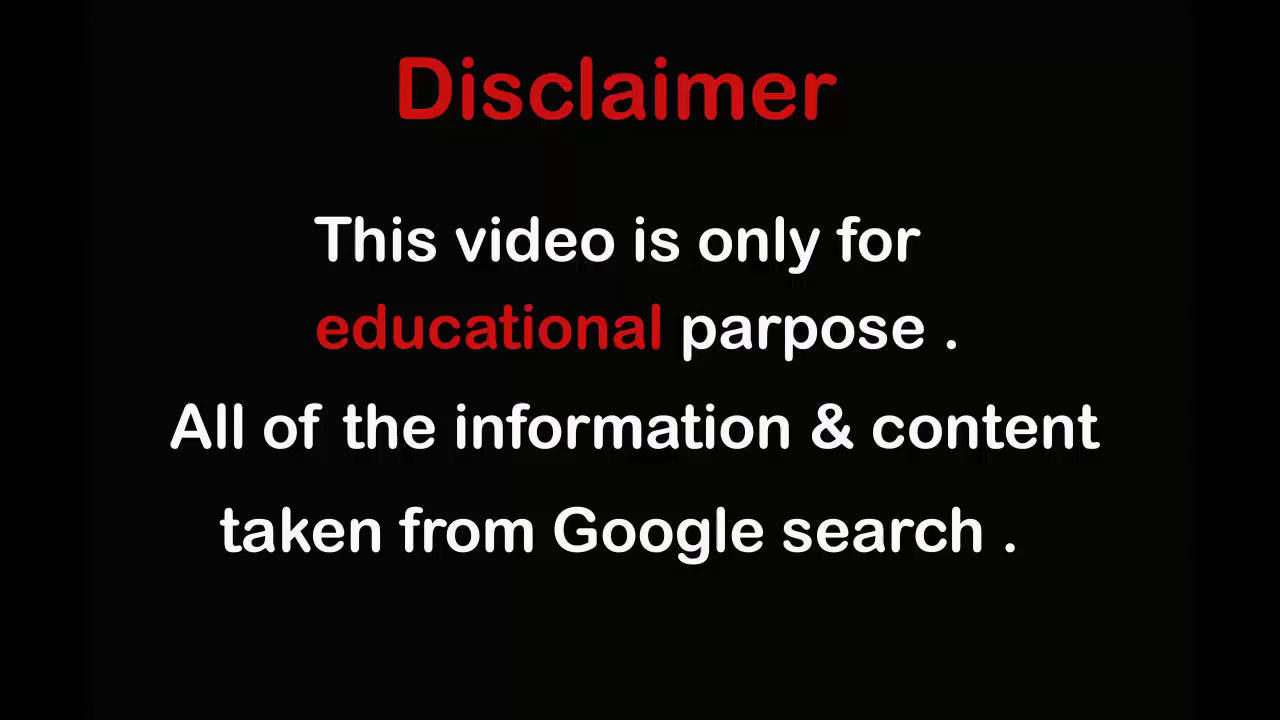 Disclaimer
This video is only for
educational parpose .
All of the information & content
taken from Google search .